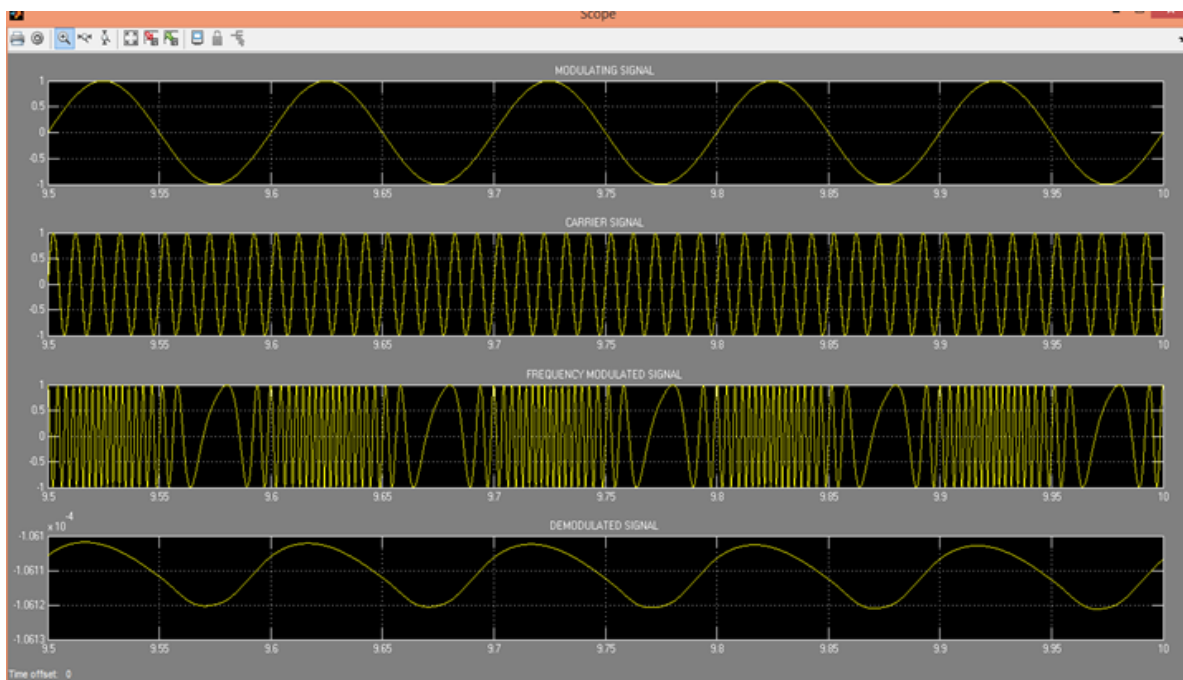 Scope
MODULATING SIGNAL
1
0.5
0
-0.5
-1
9.5 9.55 9.6 9.65 9.7 9.75 9.8 9.85 9.9 9.95 10
CARRIER SIGNAL
1
0.5
0
-0.5
-1
9.5 9.55 9.6 9.65 9.7 9.75 9.8 9.85 9.9 9.95 10
FREQUENCY MODULATED SIGNAL
1
0.5
0
-0.5
-1
9.5 9.55 9.6 9.65 9.7 9.75 9.8 9.85 9.9 9.95 10
x 10^-4
DEMODULATED SIGNAL
-1.061
-1.0611
-1.0612
-1.0613
9.5 9.55 9.6 9.65 9.7 9.75 9.8 9.85 9.9 9.95 10
Time offset: 0